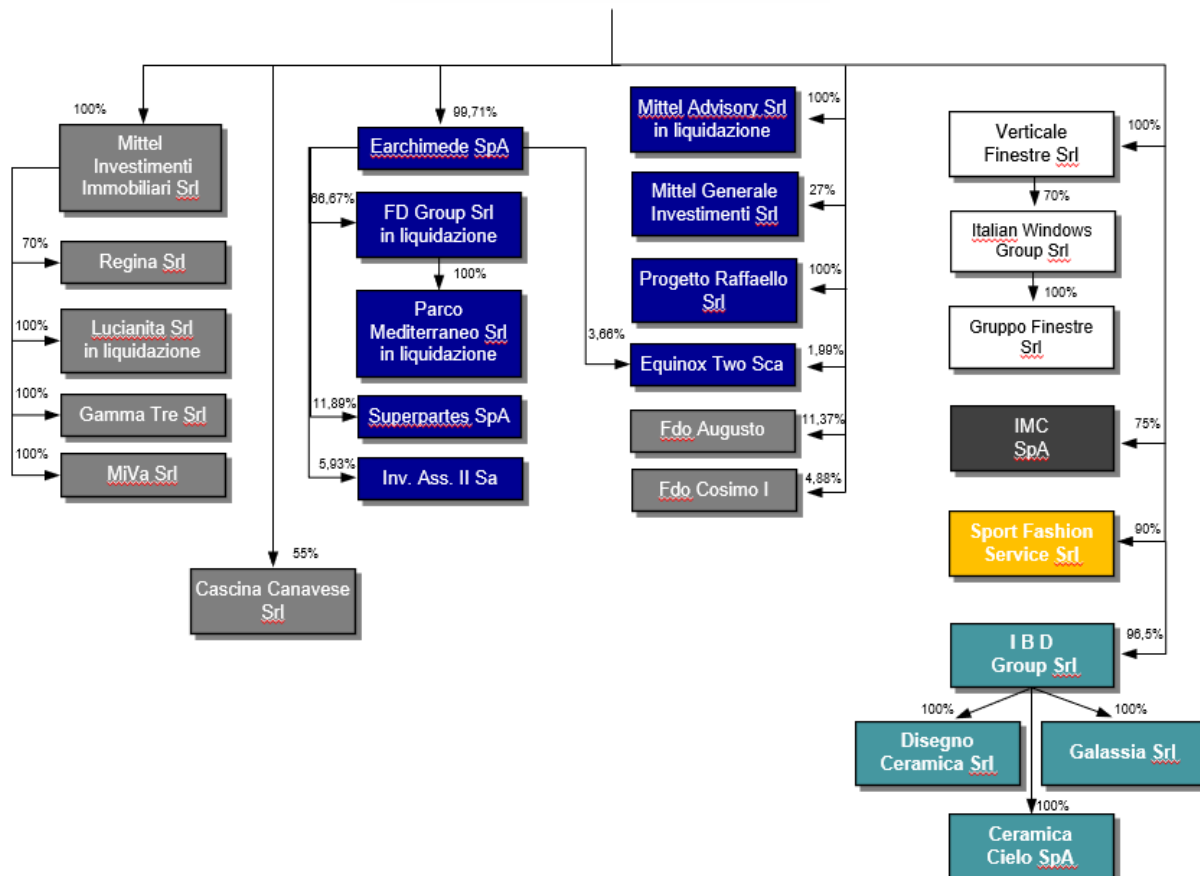 100%
Mittel
Investimenti
Immobiliari Srl
70%
Regina Srl
100%
Lucianita Srl
in liquidazione
100%
Gamma Tre Srl
100%
MiVa Srl
55%
Cascina Canavese
Srl
99,71%
Earchimede SpA
66,67%
FD Group Srl
in liquidazione
100%
Parco
Mediterraneo Srl
in liquidazione
11,89%
Superpartes SpA
5,93%
Inv. Ass. II Sa
3,66%
Mittel Advisory Srl
in liquidazione
100%
Mittel Generale
Investimenti Srl
27%
Progetto Raffaello
Srl
100%
Equinox Two Sca
1,99%
Fdo Augusto
11,37%
Fdo Cosimo I
4,88%
Verticale
Finestre Srl
100%
70%
Italian Windows
Group Srl
100%
Gruppo Finestre
Srl
IMC
SpA
75%
Sport Fashion
Service Srl
90%
I B D
Group Srl
96,5%
100%
Disegno
Ceramica Srl
100%
Galassia Srl
100%
Ceramica
Cielo SpA